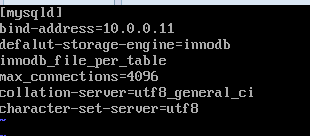 [mysqld]
bind-address=10.0.0.11
defalut-storage-engine=innodb
innodb_file_per_table
max_connections=4096
collation-server=utf8_general_ci
character-set-server=utf8
~